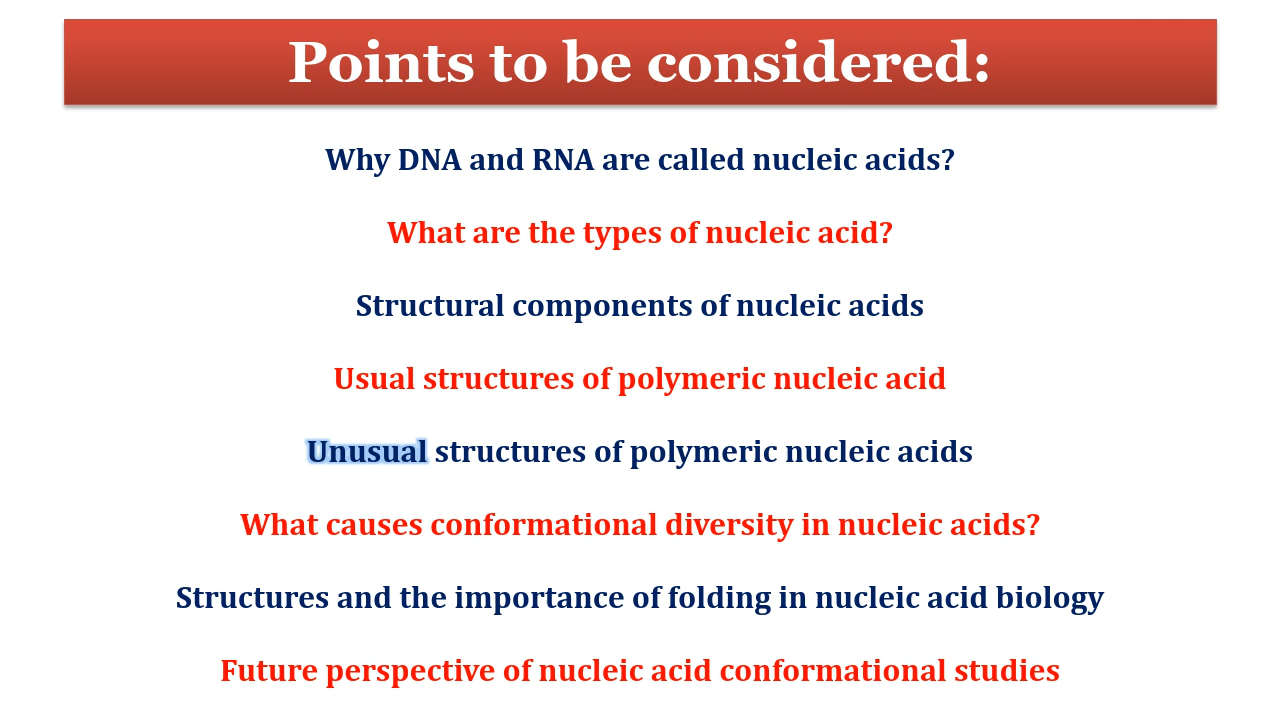 Points to be considered:
Why DNA and RNA are called nucleic acids?
What are the types of nucleic acid?
Structural components of nucleic acids
Usual structures of polymeric nucleic acid
Unusual structures of polymeric nucleic acids
What causes conformational diversity in nucleic acids?
Structures and the importance of folding in nucleic acid biology
Future perspective of nucleic acid conformational studies